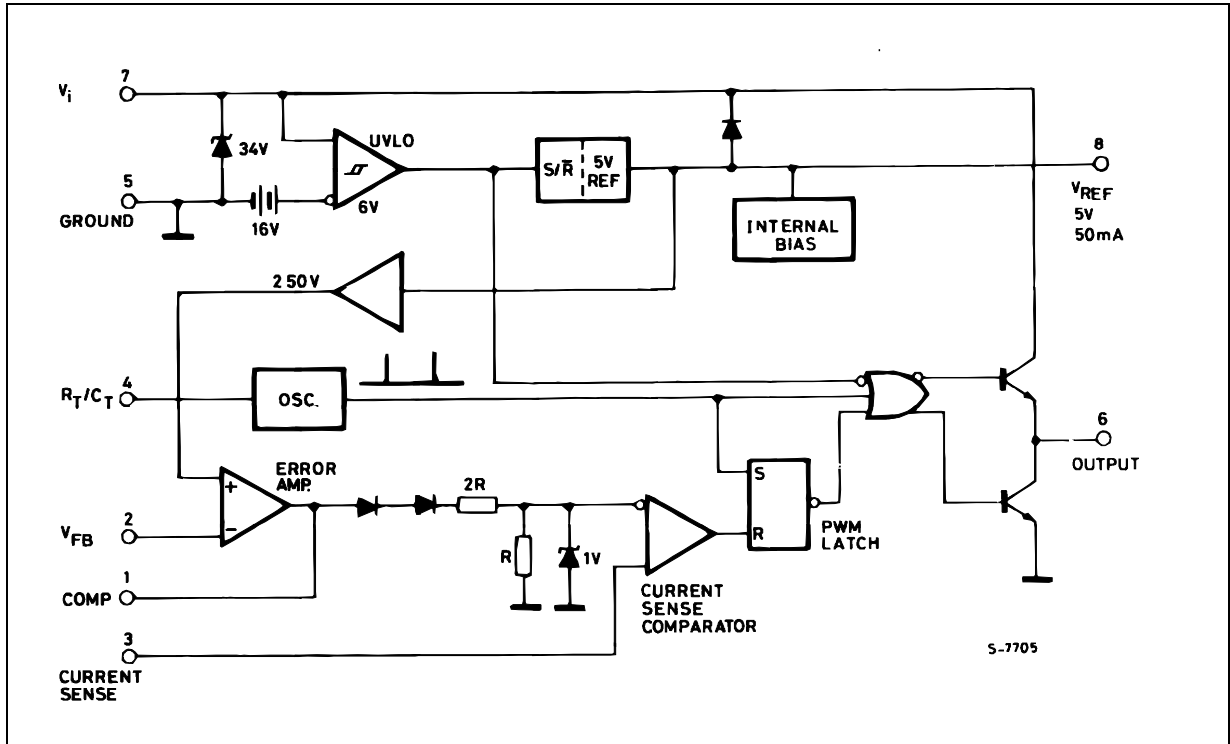 7
Vi
34V
UVLO
S/R̅
5V
REF
8
VREF
5V
50mA
5
GROUND
16V
6V
INTERNAL
BIAS
2 50V
4
RT/CT
OSC.
6
OUTPUT
ERROR
AMP.
+
−
2R
S
R
PWM
LATCH
2
VFB
R
1V
1
COMP
CURRENT
SENSE
COMPARATOR
3
CURRENT
SENSE
S-7705